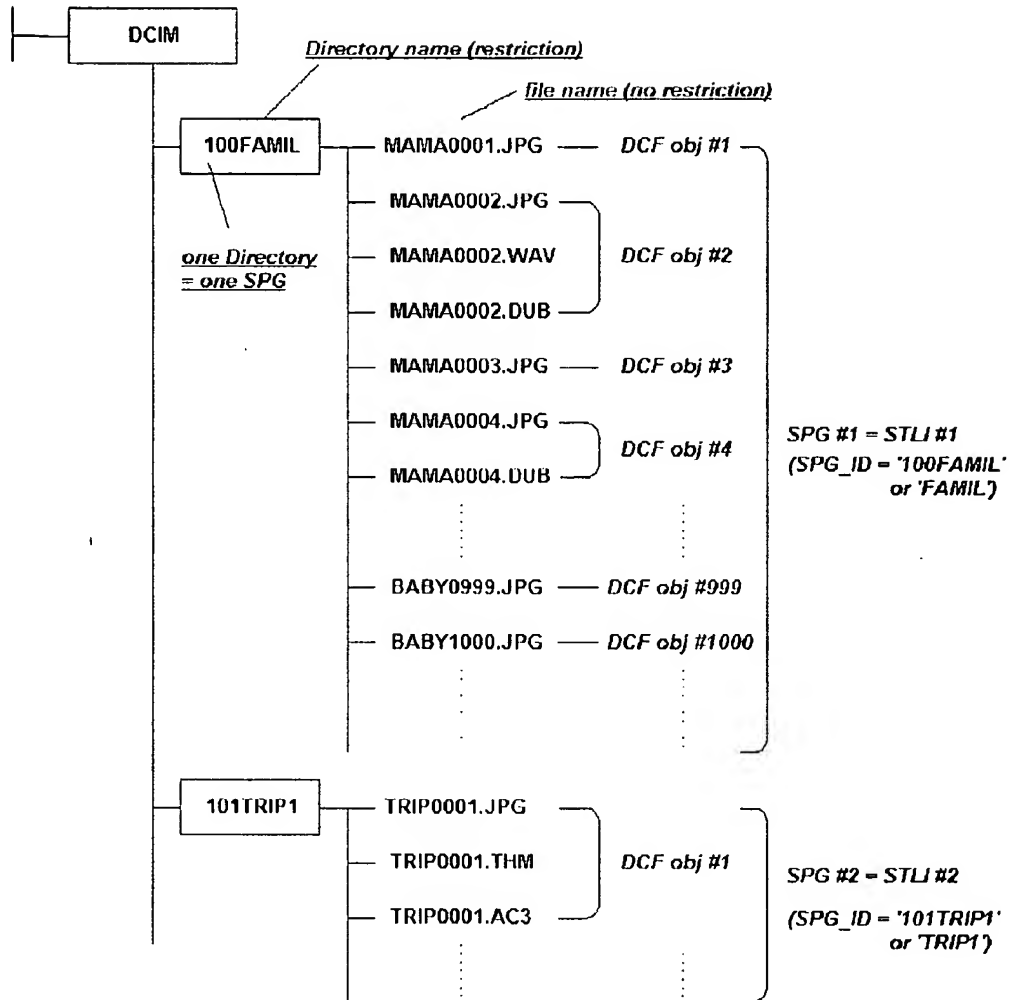 DCIM
Directory name (restriction)
file name (no restriction)
100FAMIL
MAMA0001.JPG
DCF obj #1
MAMA0002.JPG
one Directory
= one SPG
MAMA0002.WAV
DCF obj #2
MAMA0002.DUB
MAMA0003.JPG
DCF obj #3
MAMA0004.JPG
DCF obj #4
MAMA0004.DUB
SPG #1 = STLI #1
(SPG_ID = '100FAMIL'
or 'FAMIL')
BABY0999.JPG
DCF obj #999
BABY1000.JPG
DCF obj #1000
101TRIP1
TRIP0001.JPG
TRIP0001.THM
DCF obj #1
TRIP0001.AC3
SPG #2 = STLI #2
(SPG_ID = '101TRIP1'
or 'TRIP1')